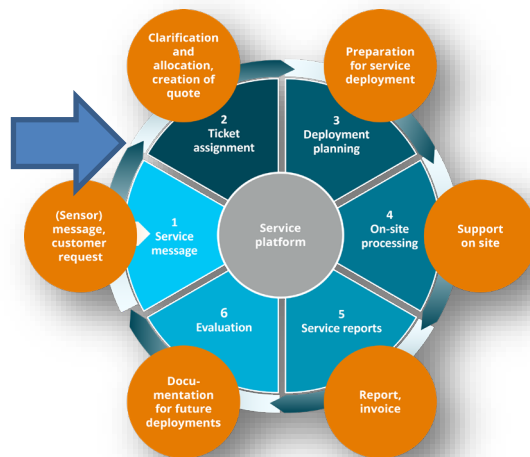 Clarification
and
allocation,
creation of
quote
Preparation
for service
deployment
2
Ticket
assignment
3
Deployment
planning
(Sensor)
message,
customer
request
1
Service
message
Service
platform
4
On-site
processing
Support
on site
6
Evaluation
5
Service reports
Docu-
mentation
for future
deployments
Report,
invoice